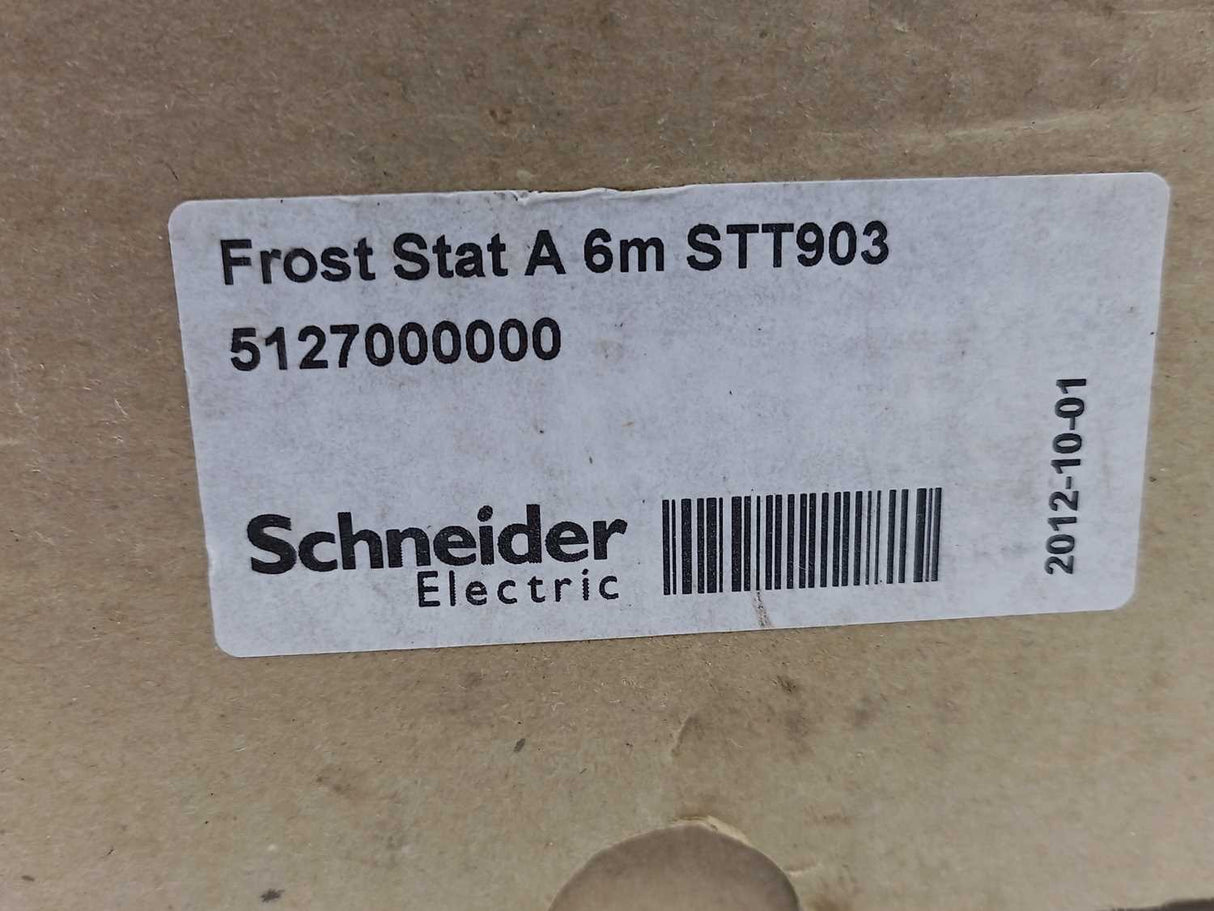 Frost Stat A 6m STT903
5127000000
Schneider
Electric
2012-10-01